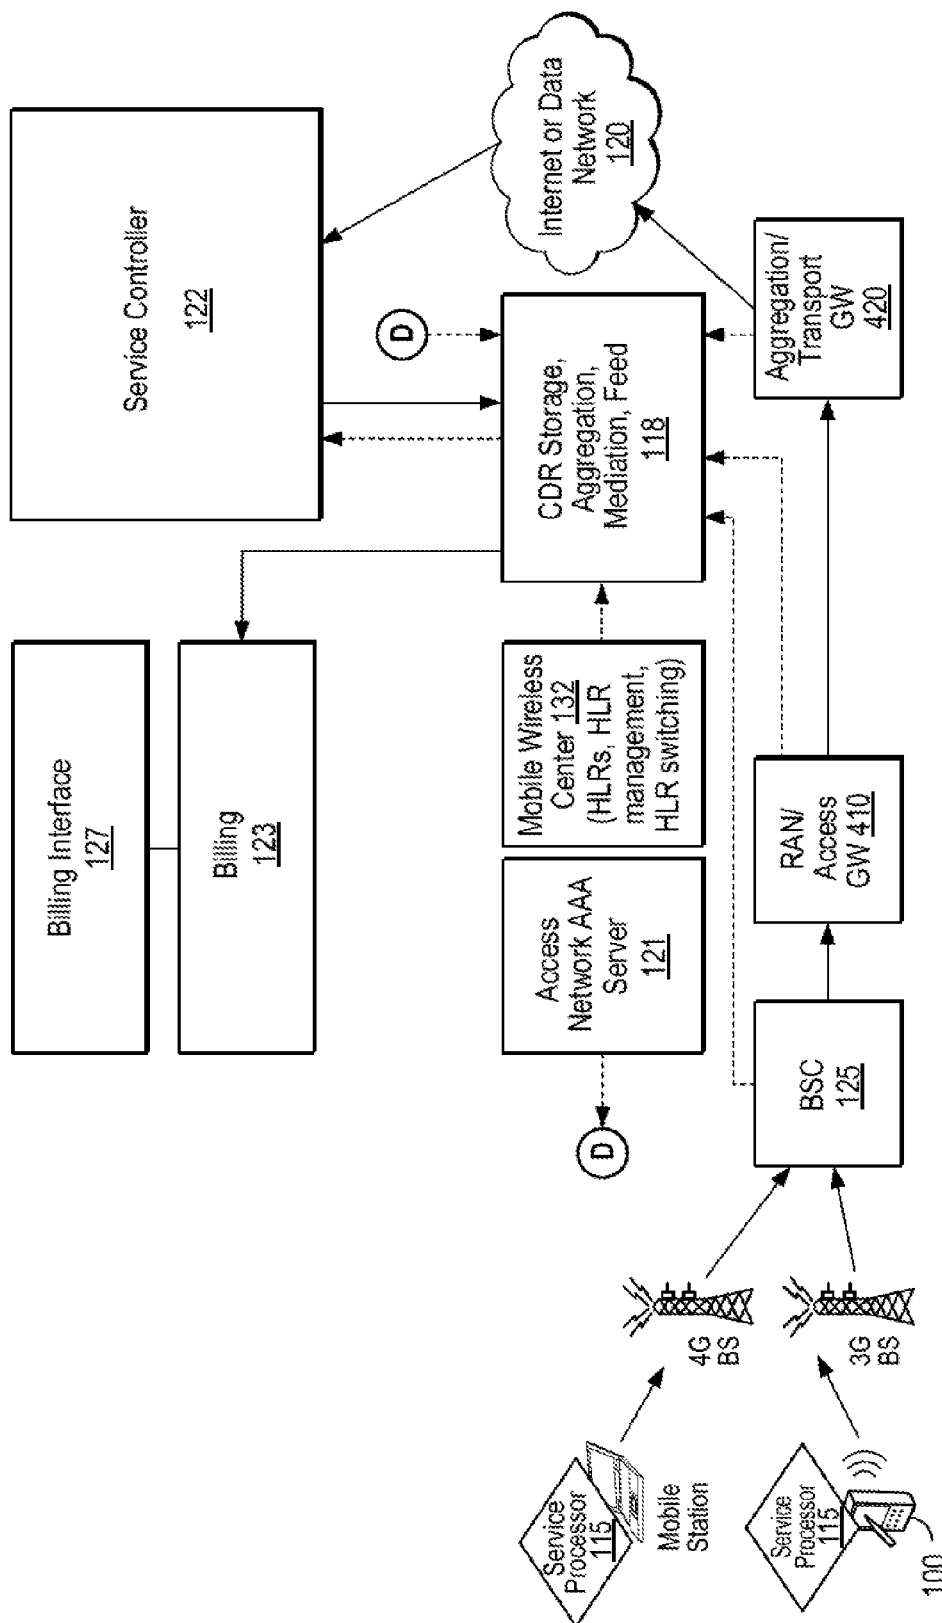 Billing Interface
127
Billing
123
Service Controller
122
D
Access
Network AAA
Server
121
D
Mobile Wireless
Center 132
(HLRs, HLR
management,
HLR switching)
CDR Storage,
Aggregation,
Mediation, Feed
118
Internet or Data
Network
120
Service
Processor
115
Mobile
Station
4G
BS
Service
Processor
115
100
3G
BS
BSC
125
RAN/
Access
GW 410
Aggregation/
Transport
GW
420